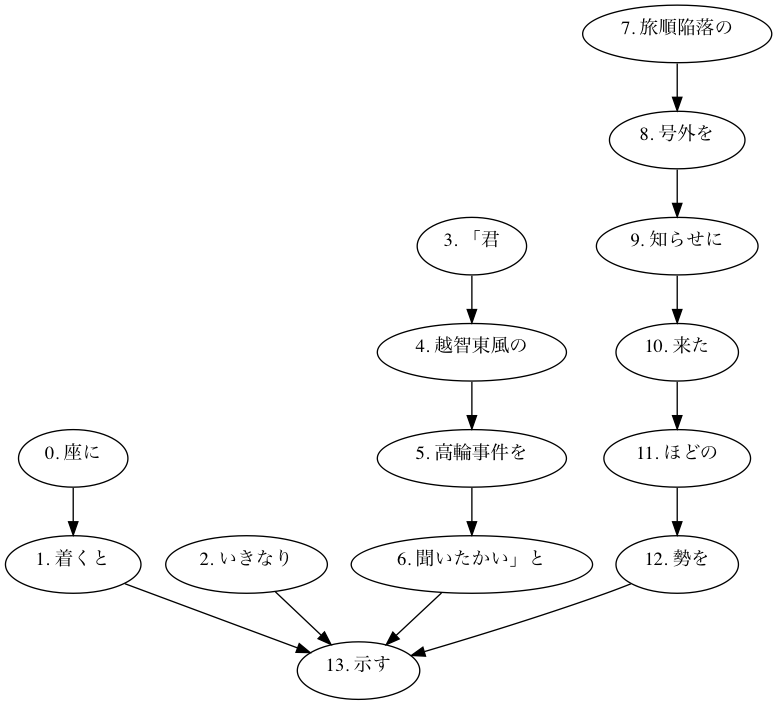 7. 旅順陥落の
8. 号外を
3. 「君
9. 知らせに
4. 越智東風の
10. 来た
0. 座に
5. 高輪事件を
11. ほどの
1. 着くと
2. いきなり
6. 聞いたかい」と
12. 勢を
13. 示す